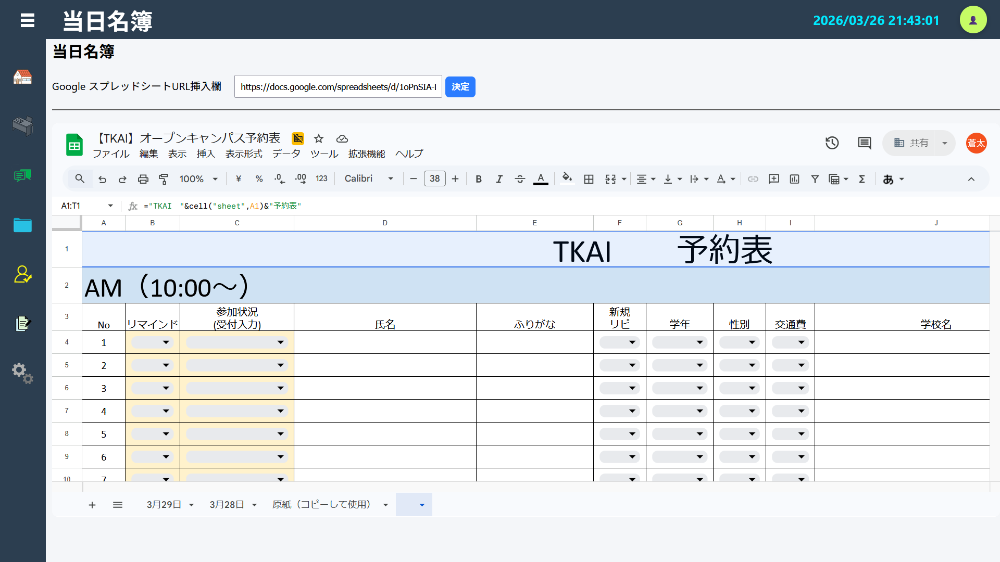 当日名簿
2026/03/26 21:43:01
当日名簿
Google スプレッドシートURL挿入欄
https://docs.google.com/spreadsheets/d/1oPnSIA-
決定
【TKAI】オープンキャンパス予約表
ファイル 編集 表示 挿入 表示形式 データ ツール 拡張機能 ヘルプ
共有
蒼太
100% ¥ % .0 .00 123 Calibri 38 B I A A Σ あ
A1:T1
fx ="TKAI "&cell("sheet",A1)&"予約表"
A B C D E F G H I J
1 TKAI 予約表
2 AM（10:00～）
3 No リマインド 参加状況 (受付入力) 氏名 ふりがな 新規 リピ 学年 性別 交通費 学校名
4 1
5 2
6 3
7 4
8 5
9 6
10 7
3月29日 3月28日 原紙（コピーして使用）